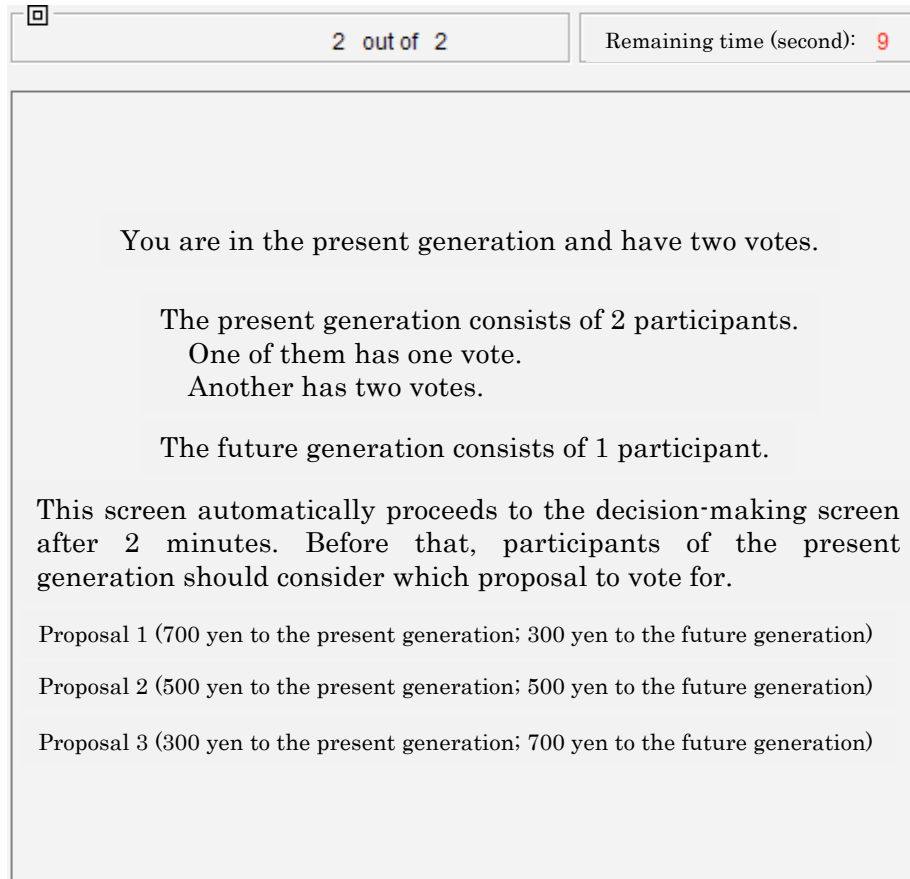 2 out of 2
Remaining time (second): 9
You are in the present generation and have two votes.
The present generation consists of 2 participants.
One of them has one vote.
Another has two votes.
The future generation consists of 1 participant.
This screen automatically proceeds to the decision-making screen
after 2 minutes. Before that, participants of the present
generation should consider which proposal to vote for.
Proposal 1 (700 yen to the present generation; 300 yen to the future generation)
Proposal 2 (500 yen to the present generation; 500 yen to the future generation)
Proposal 3 (300 yen to the present generation; 700 yen to the future generation)